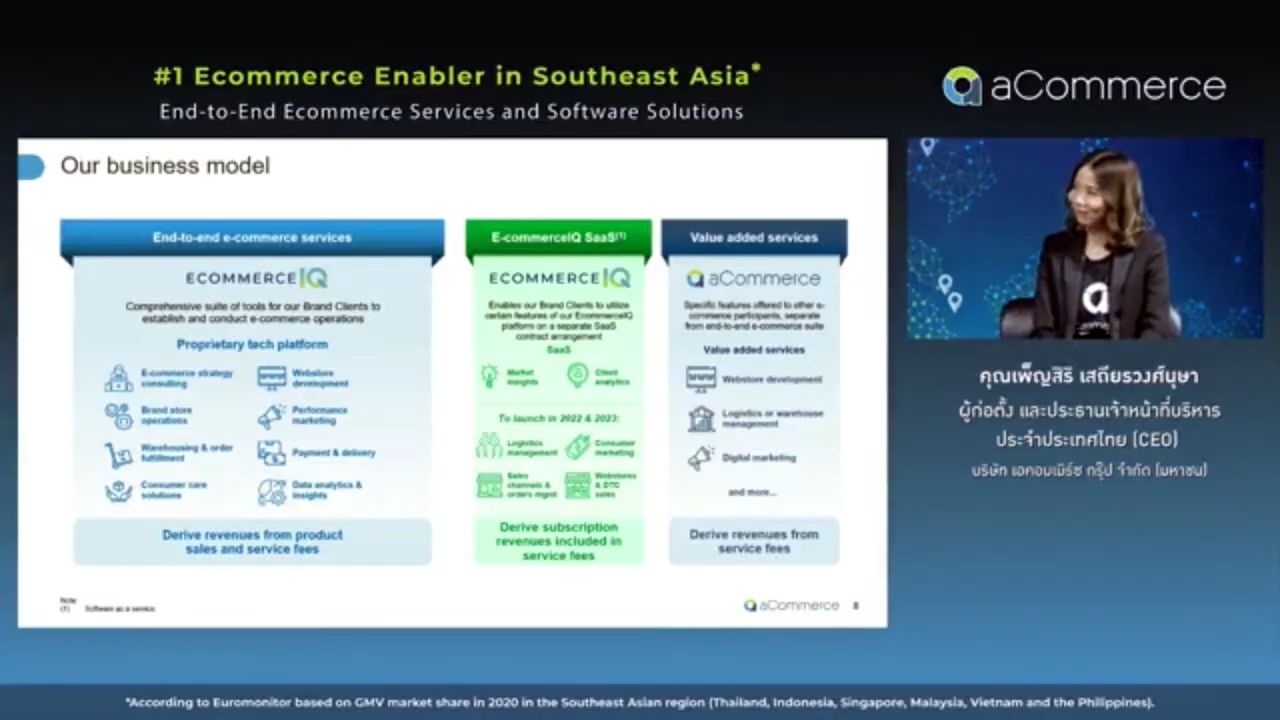 #1 Ecommerce Enabler in Southeast Asia*
End-to-End Ecommerce Services and Software Solutions
aCommerce
Our business model
End-to-end e-commerce services
ECOMMERCEIQ
Comprehensive suite of tools for our Brand Clients to
establish and conduct e-commerce operations
Proprietary tech platform
E-commerce strategy
consulting
Webstore
development
Brand store
operations
Performance
marketing
Warehousing & order
fulfillment
Payment & delivery
Consumer care
solutions
Data analytics &
insights
Derive revenues from product
sales and service fees
E-commerceIQ SaaS(1)
ECOMMERCEIQ
Enables our Brand Clients to utilize
certain features of our EcommerceIQ
platform on a separate SaaS
contract arrangement
SaaS
Market
insights
Client
analytics
To launch in 2022 & 2023:
Logistics
management
Consumer
marketing
Sales
channels &
orders mgmt
Webstores
& DTC
sales
Derive subscription
revenues included in
service fees
Value added services
aCommerce
Specific features offered to other e-
commerce participants, separate
from end-to-end e-commerce suite
Value added services
Webstore development
Logistics or warehouse
management
Digital marketing
and more...
Derive revenues from
service fees
Note:
(1) Software as a service.
aCommerce 8
คุณเพ็ญสิริ เสถียรวงศ์นุษา
ผู้ก่อตั้ง และประธานเจ้าหน้าที่บริหาร
ประจำประเทศไทย (CEO)
บริษัท เอคอมเมิร์ซ กรุ๊ป จำกัด (มหาชน)
*According to Euromonitor based on GMV market share in 2020 in the Southeast Asian region (Thailand, Indonesia, Singapore, Malaysia, Vietnam and the Philippines).